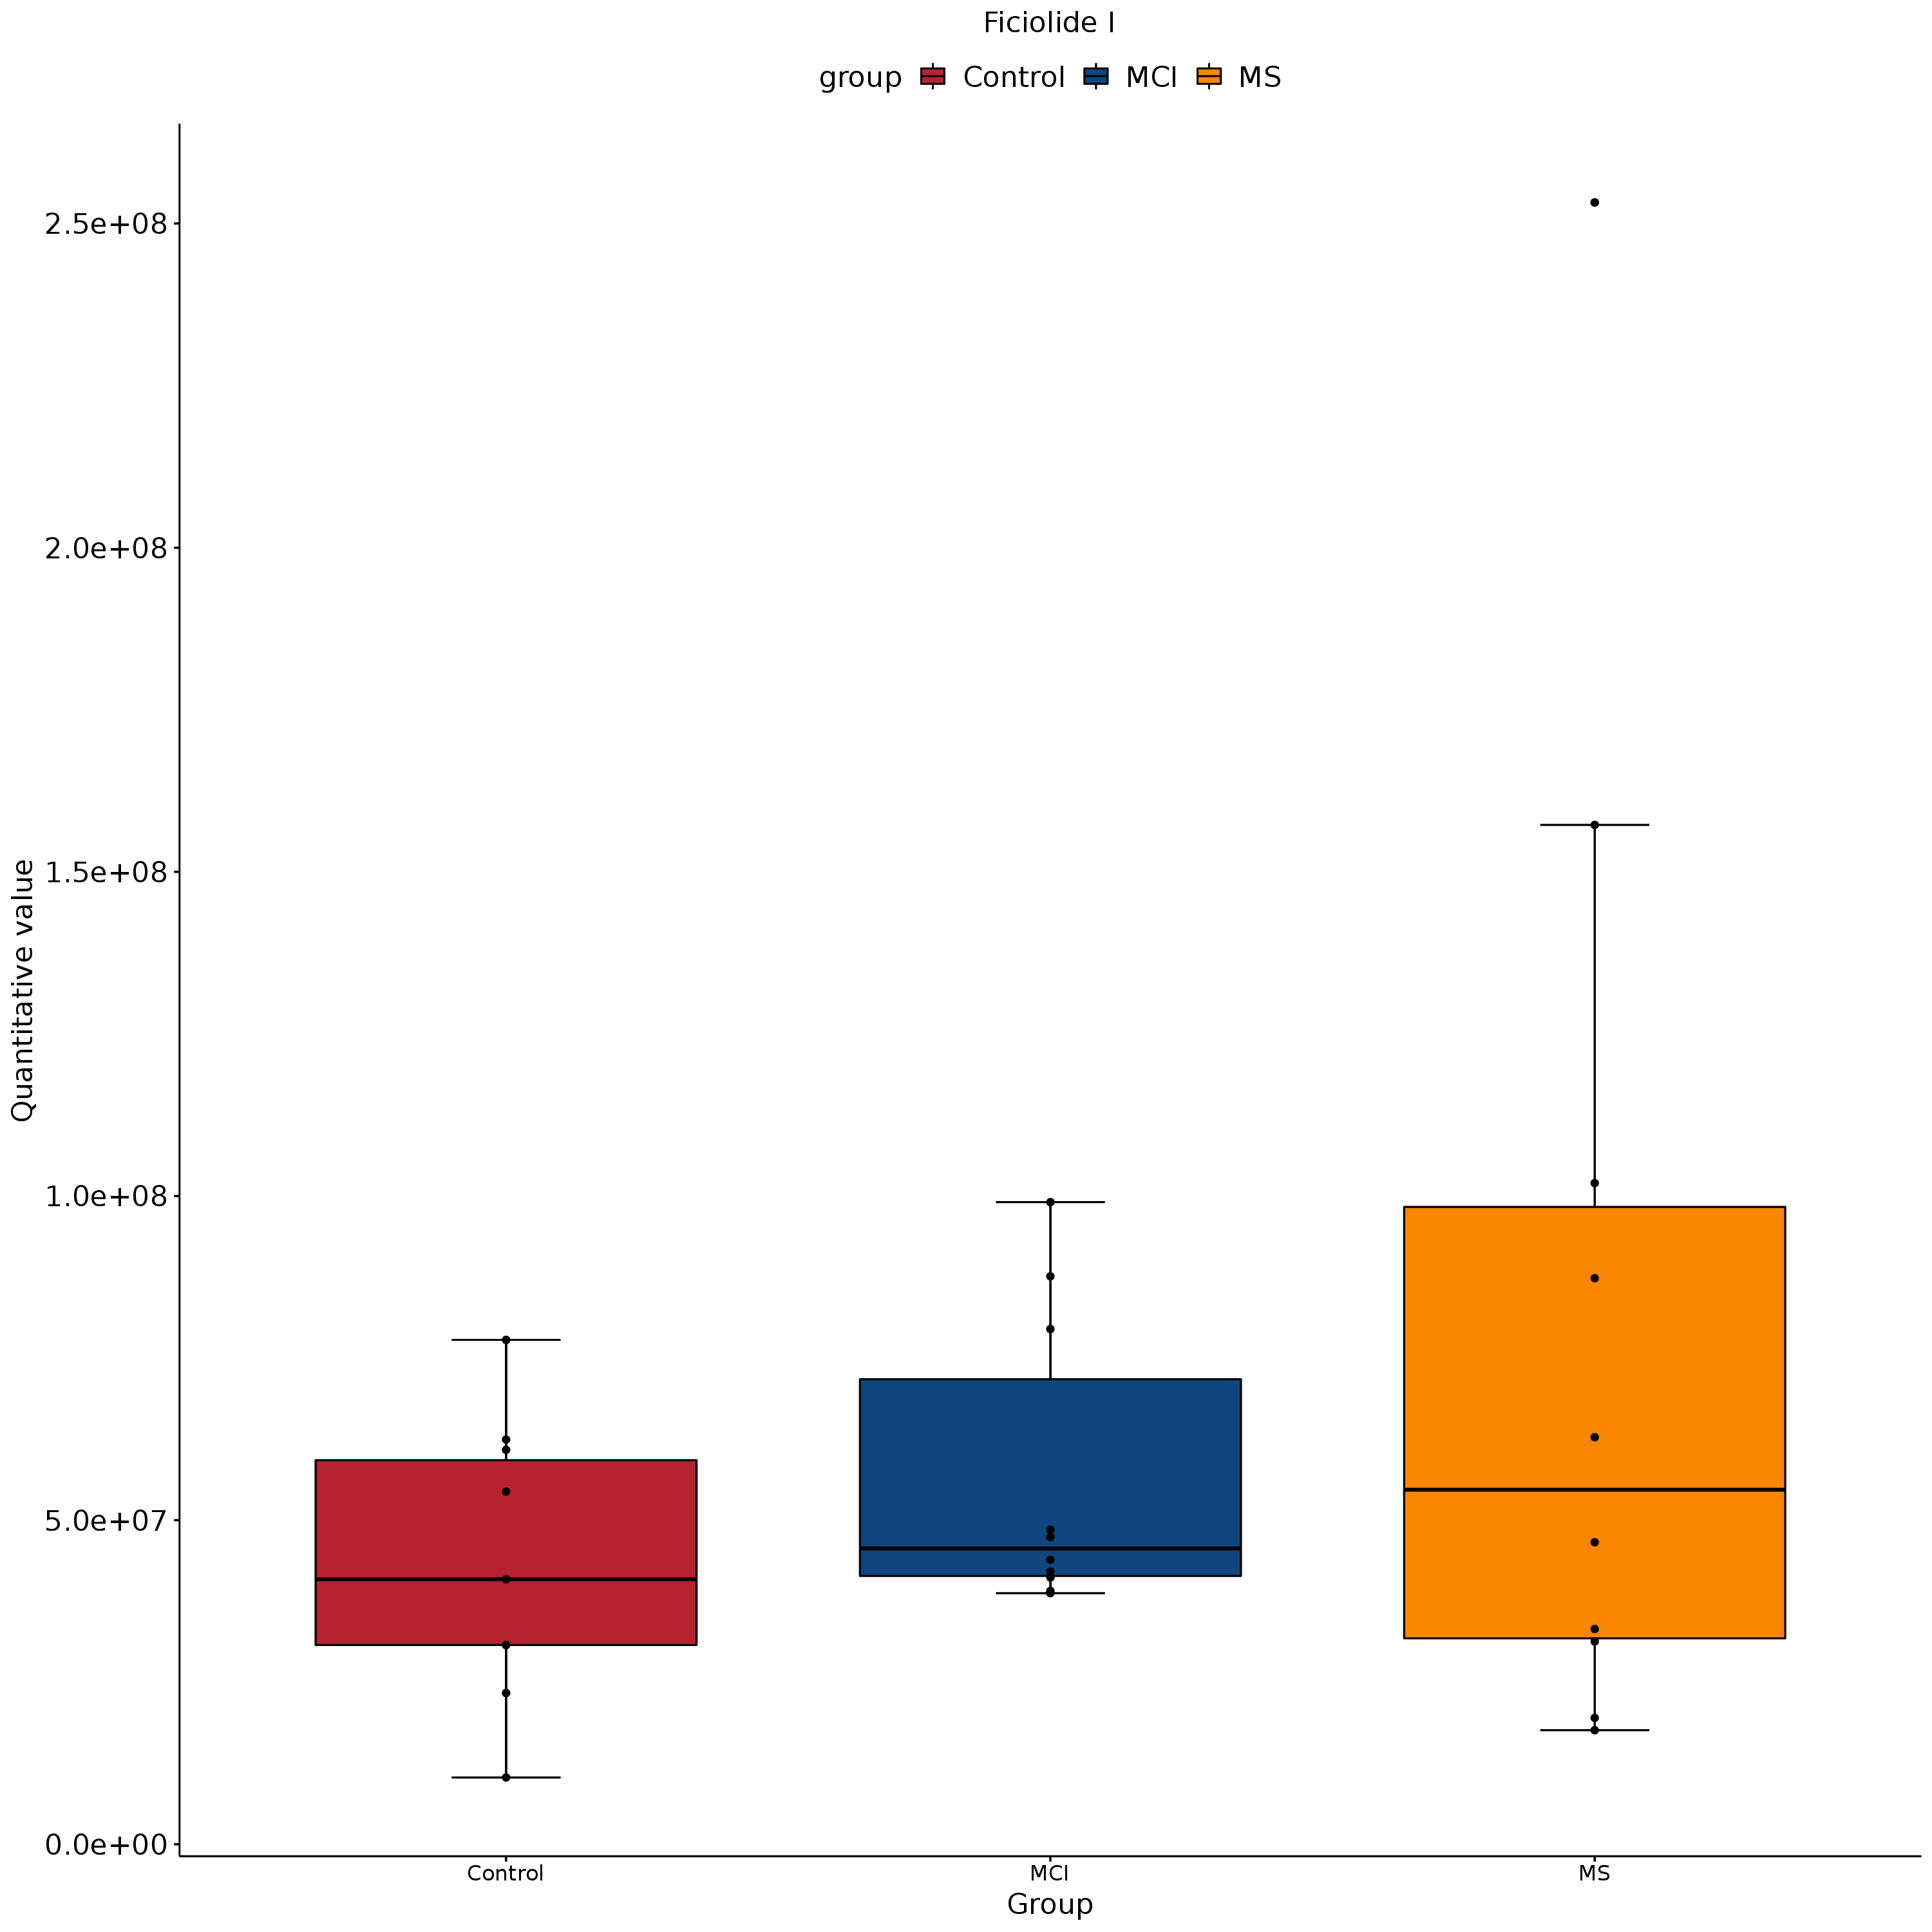 Ficiolide I
group Control MCI MS
Quantitative value
2.5e+08
2.0e+08
1.5e+08
1.0e+08
5.0e+07
0.0e+00
Control MCI MS
Group